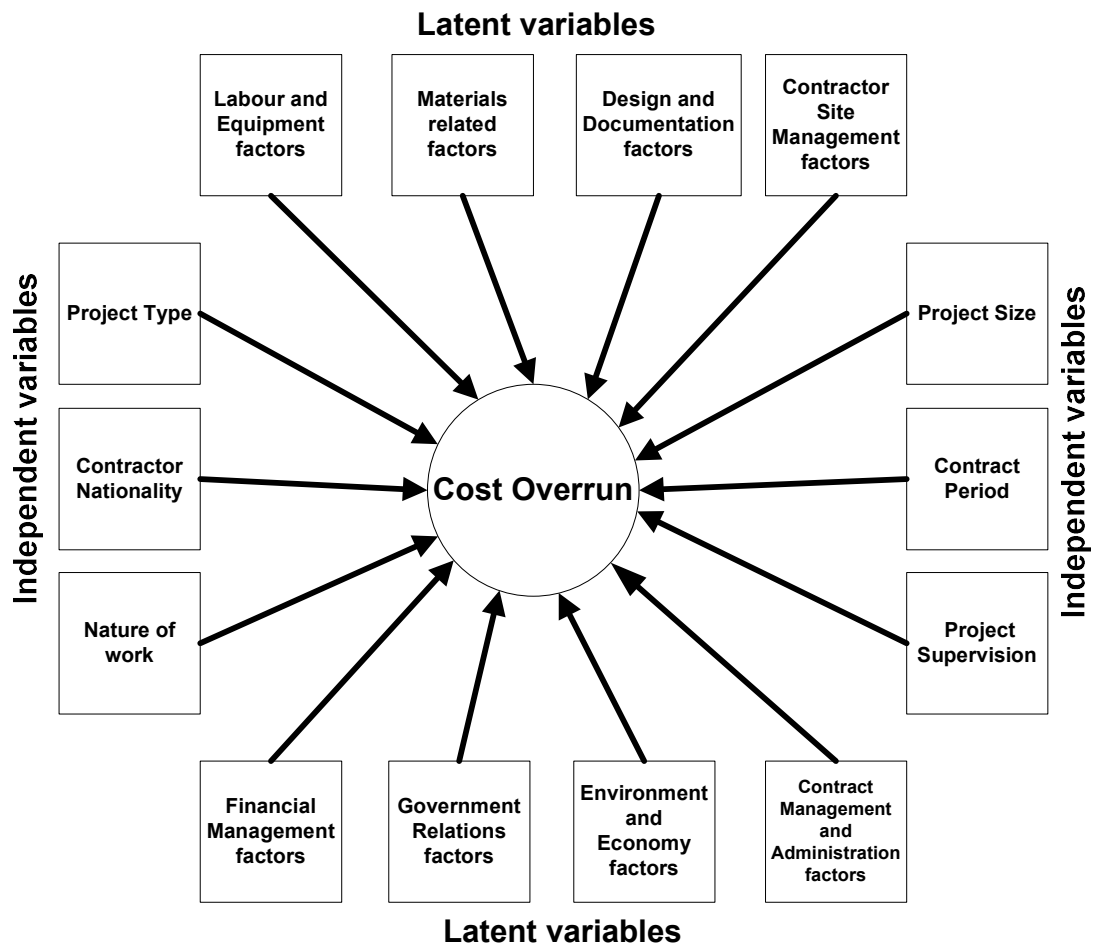 Latent variables
Labour and
Equipment
factors
Materials
related
factors
Design and
Documentation
factors
Contractor
Site
Management
factors
Independent variables
Project Type
Contractor
Nationality
Nature of
work
Cost Overrun
Project Size
Contract
Period
Project
Supervision
Independent variables
Financial
Management
factors
Government
Relations
factors
Environment
and
Economy
factors
Contract
Management
and
Administration
factors
Latent variables